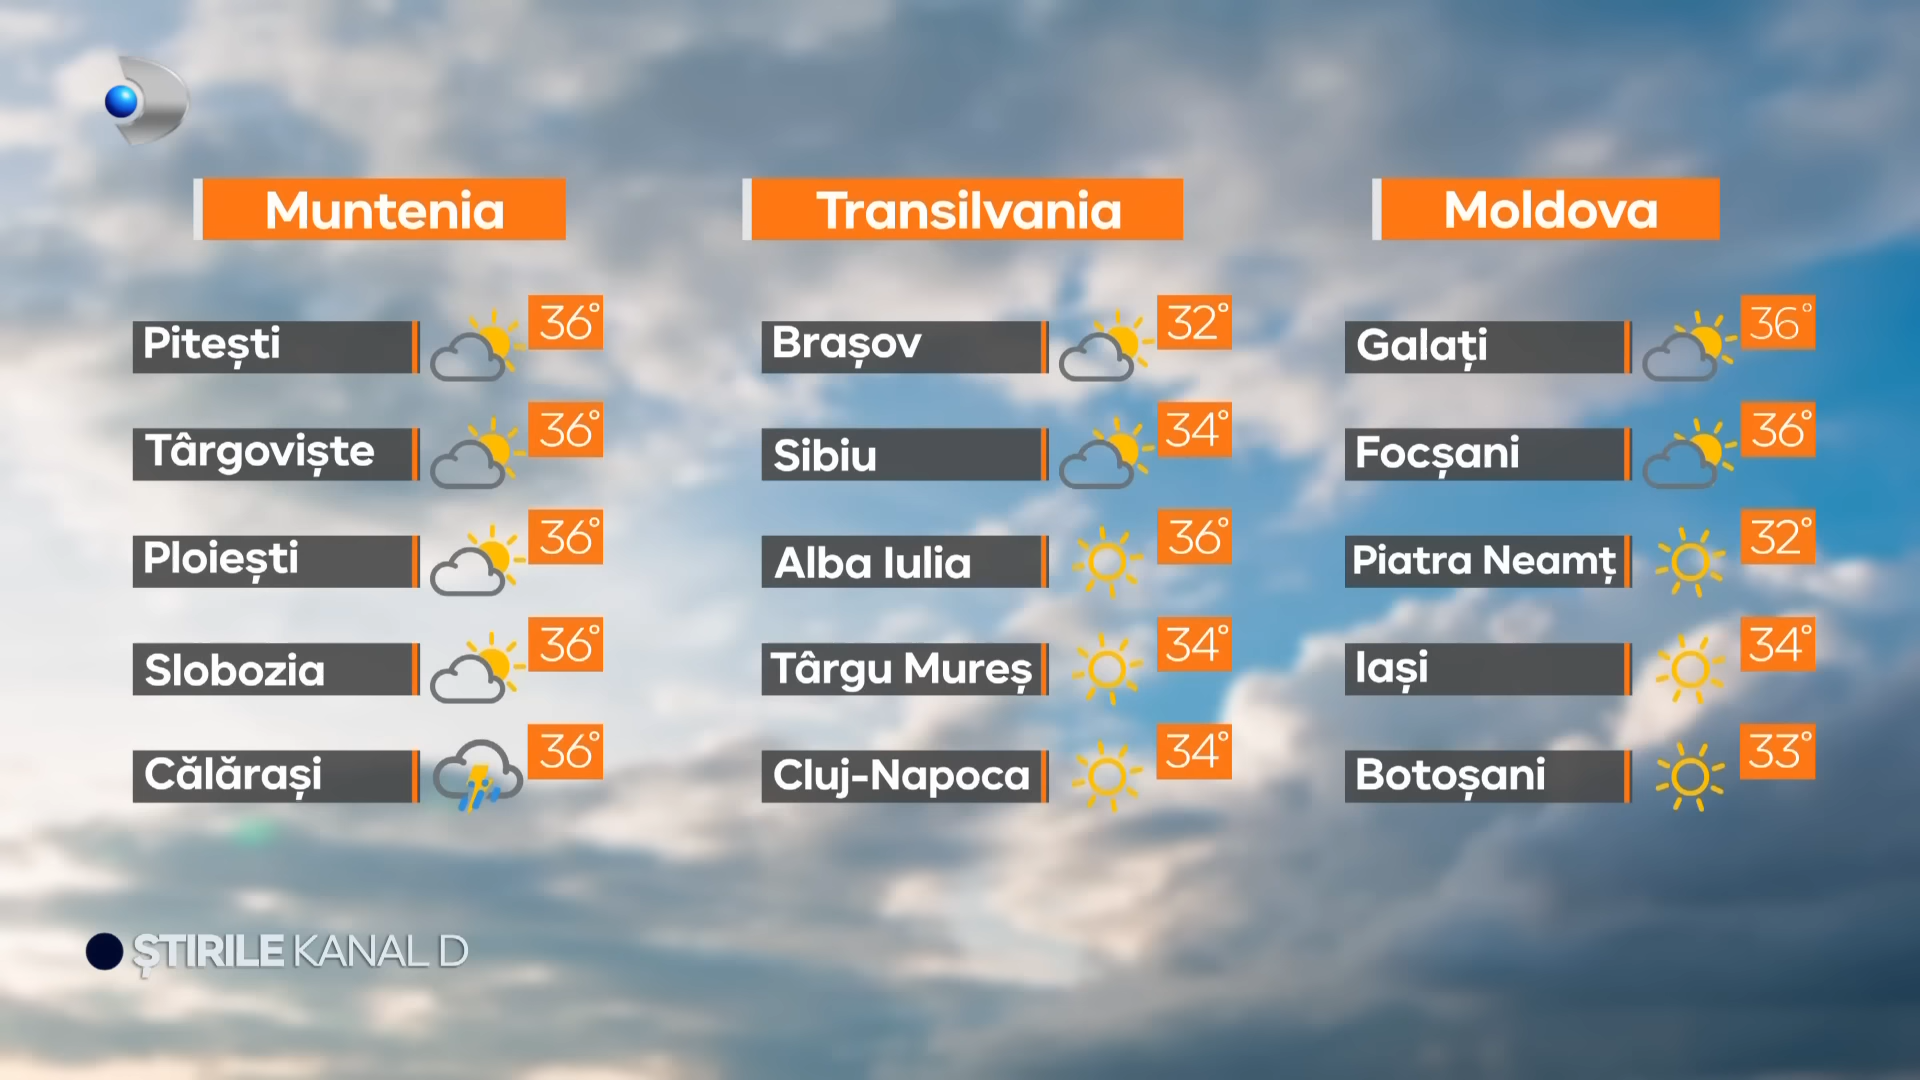 Muntenia
Pitești 36°
Târgoviște 36°
Ploiești 36°
Slobozia 36°
Călărași 36°
Transilvania
Brașov 32°
Sibiu 34°
Alba Iulia 36°
Târgu Mureș 34°
Cluj-Napoca 34°
Moldova
Galați 36°
Focșani 36°
Piatra Neamț 32°
Iași 34°
Botoșani 33°
ȘTIRILE KANAL D